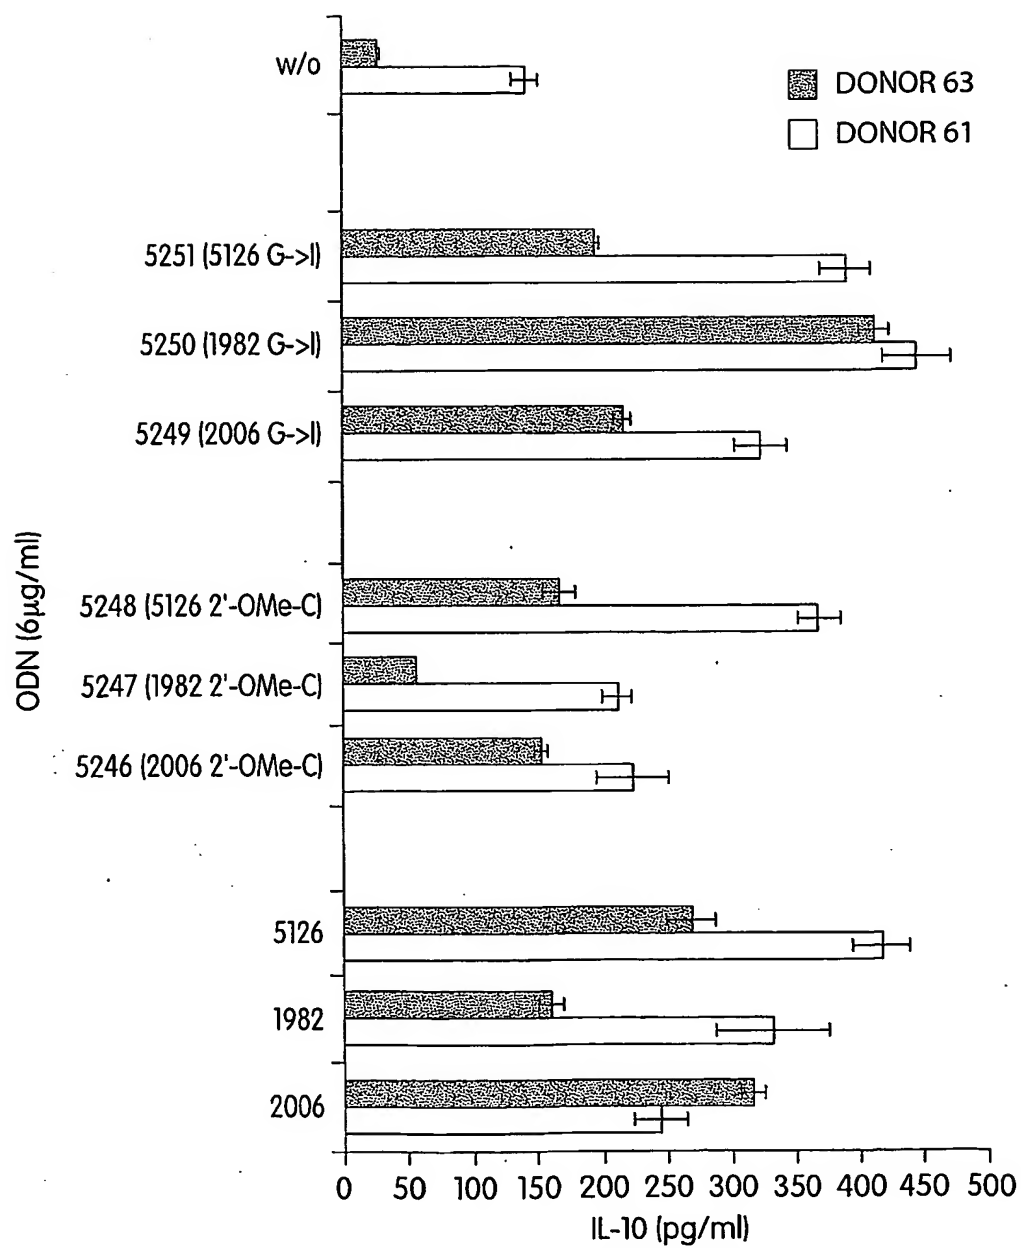 w/o
DONOR 63
DONOR 61
5251 (5126 G->I)
5250 (1982 G->I)
5249 (2006 G->I)
5248 (5126 2'-OMe-C)
5247 (1982 2'-OMe-C)
5246 (2006 2'-OMe-C)
5126
1982
2006
ODN (6μg/ml)
0 50 100 150 200 250 300 350 400 450 500
IL-10 (pg/ml)